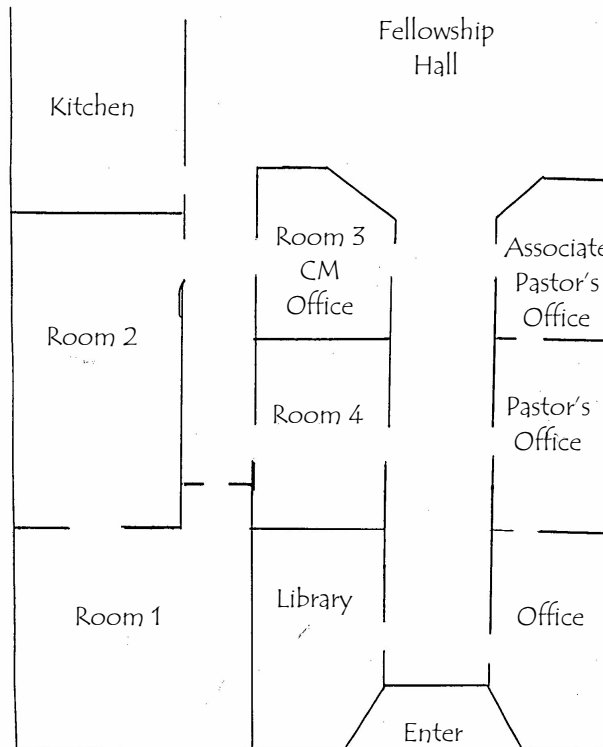 Fellowship
Hall
Kitchen
Room 3
CM
Office
Associate
Pastor's
Office
Room 2
Room 4
Pastor's
Office
Room 1
Library
Office
Enter